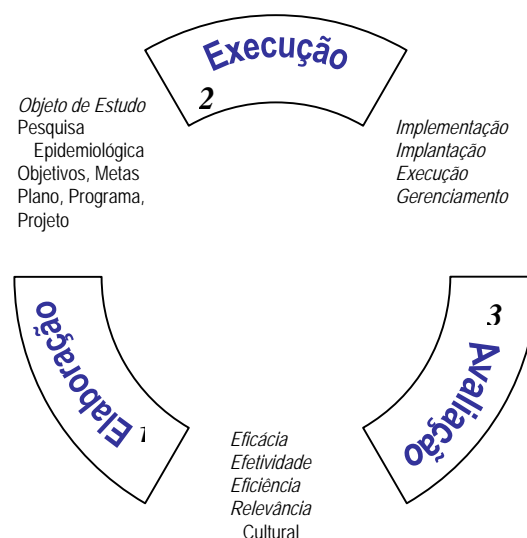 Execução
2
Objeto de Estudo
Pesquisa
Epidemiológica
Objetivos, Metas
Plano, Programa,
Projeto
Implementação
Implantação
Execução
Gerenciamento
Elaboração
1
3
Avaliação
Eficácia
Efetividade
Eficiência
Relevância
Cultural